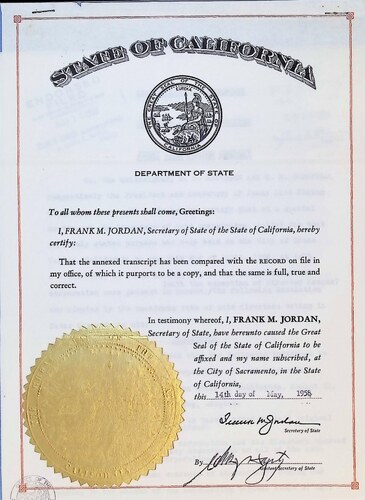 STATE OF CALIFORNIA
EUREKA
DEPARTMENT OF STATE
To all whom these presents shall come, Greetings:
I, FRANK M. JORDAN, Secretary of State of the State of California, hereby
certify:
That the annexed transcript has been compared with the RECORD on file in
my office, of which it purports to be a copy, and that the same is full, true and
correct.
In testimony whereof, I, FRANK M. JORDAN,
Secretary of State, have hereunto caused the Great
Seal of the State of California to be
affixed and my name subscribed, at
the City of Sacramento, in the State
of California,
this 14th day of May, 1956
Frank M. Jordan
Secretary of State
By
Assistant Secretary of State